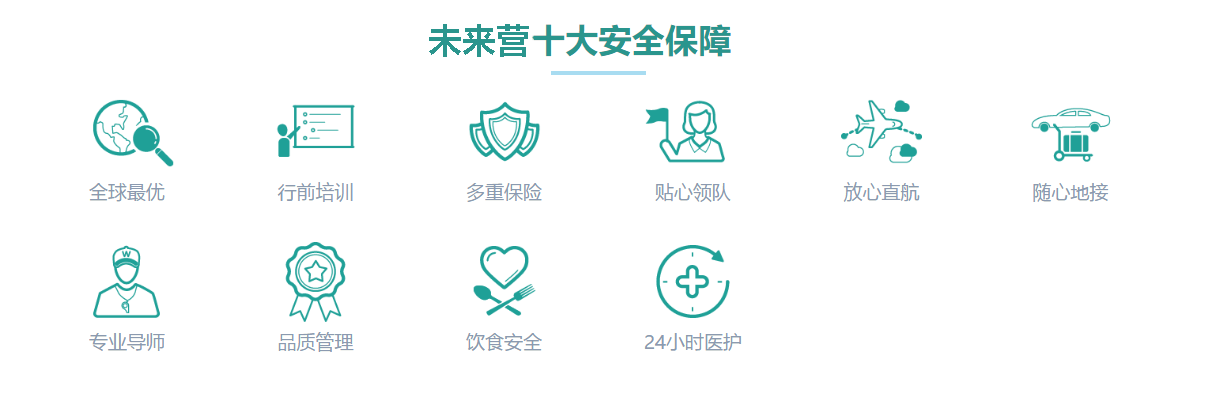 未来营十大安全保障
全球最优 行前培训 多重保险 贴心领队 放心直航 随心地接
W
专业导师 品质管理 饮食安全 24小时医护